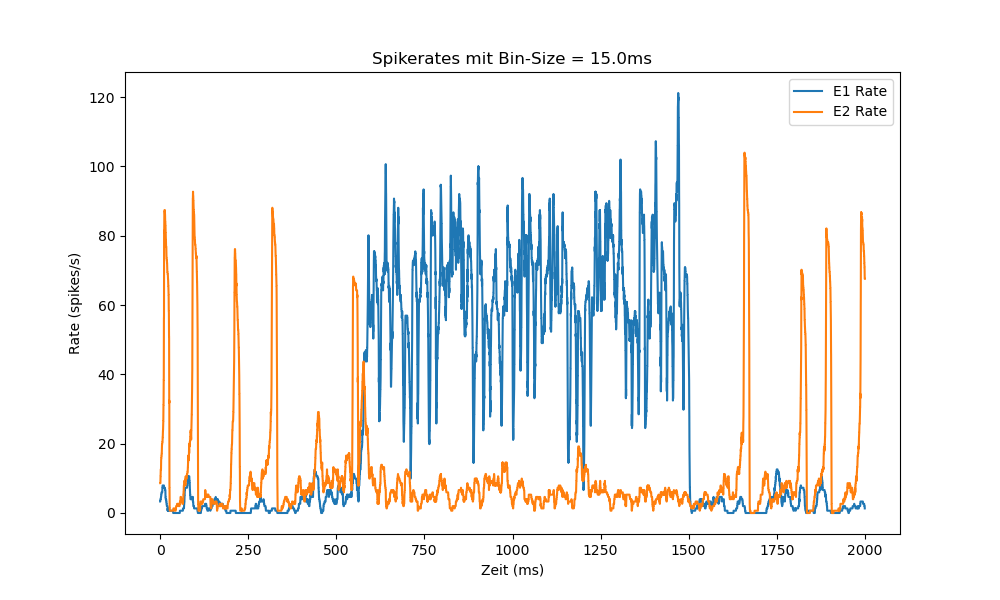 Spikerates mit Bin-Size = 15.0ms
E1 Rate
E2 Rate
120
100
80
60
40
20
0
Rate (spikes/s)
0 250 500 750 1000 1250 1500 1750 2000
Zeit (ms)